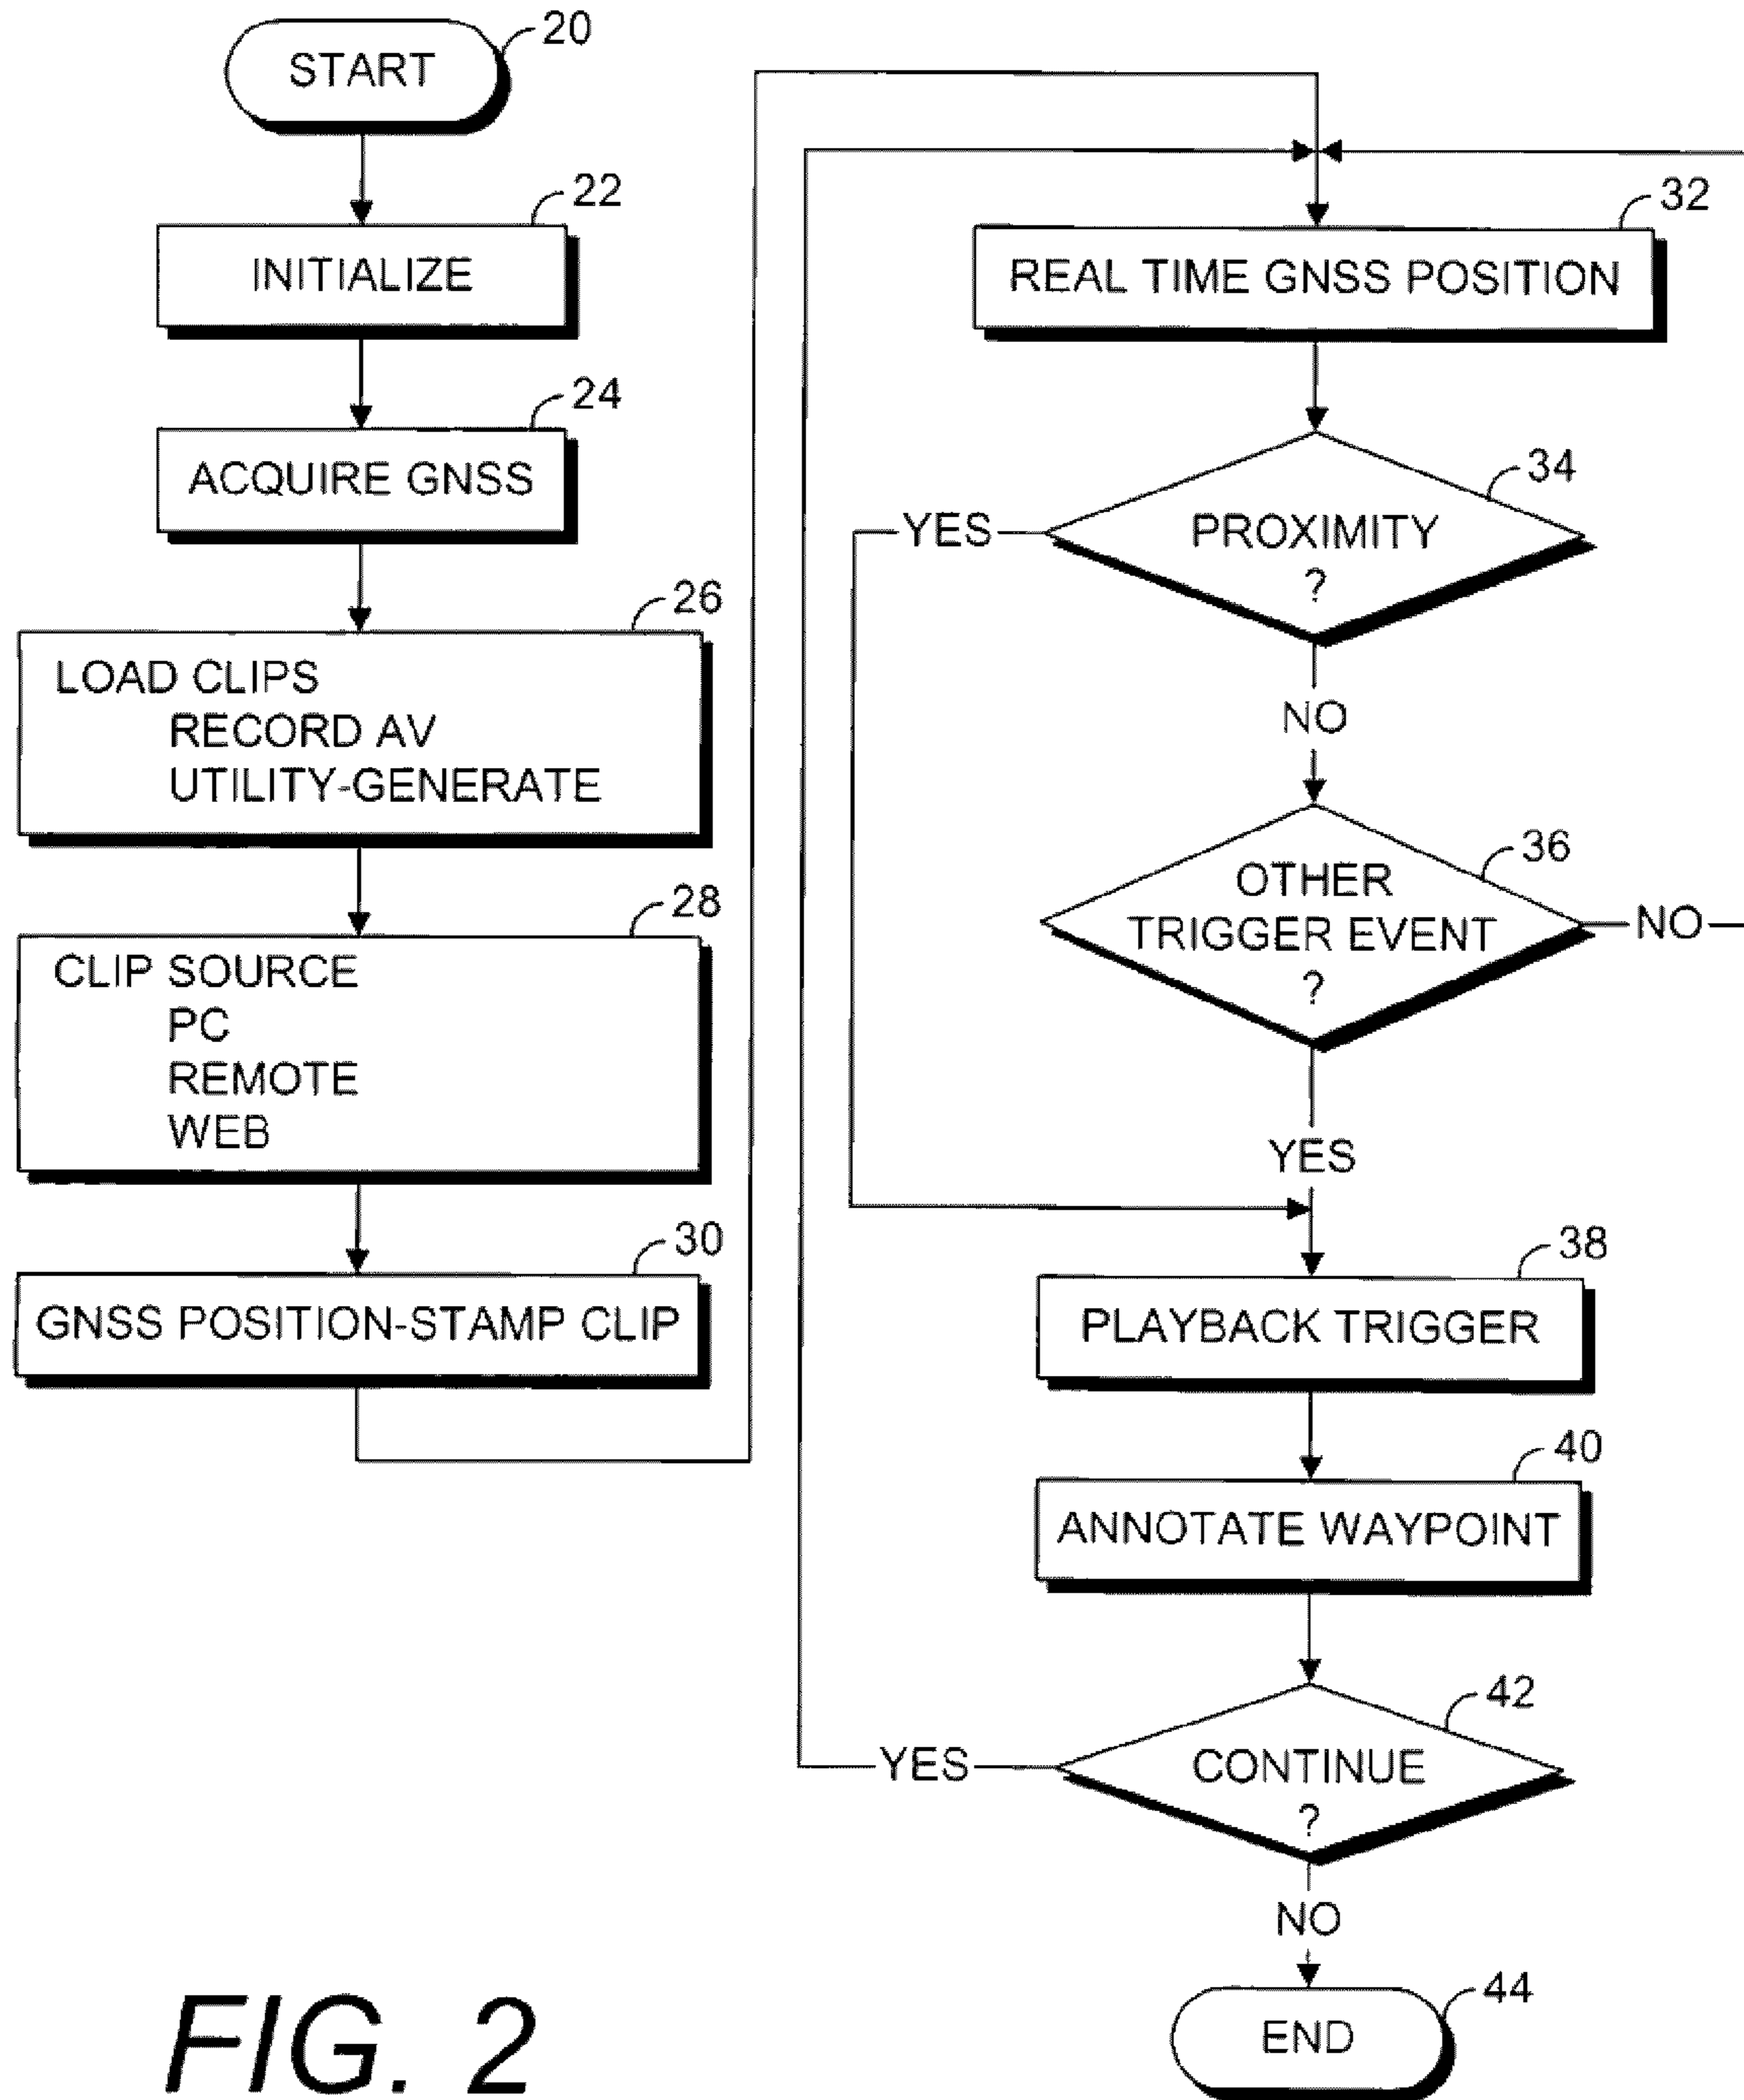 START
20
INITIALIZE
22
ACQUIRE GNSS
24
LOAD CLIPS
RECORD AV
UTILITY-GENERATE
26
CLIP SOURCE
PC
REMOTE
WEB
28
GNSS POSITION-STAMP CLIP
30
REAL TIME GNSS POSITION
32
PROXIMITY
?
34
YES
NO
OTHER
TRIGGER EVENT
?
36
NO
YES
PLAYBACK TRIGGER
38
ANNOTATE WAYPOINT
40
CONTINUE
?
42
YES
NO
END
44
FIG. 2